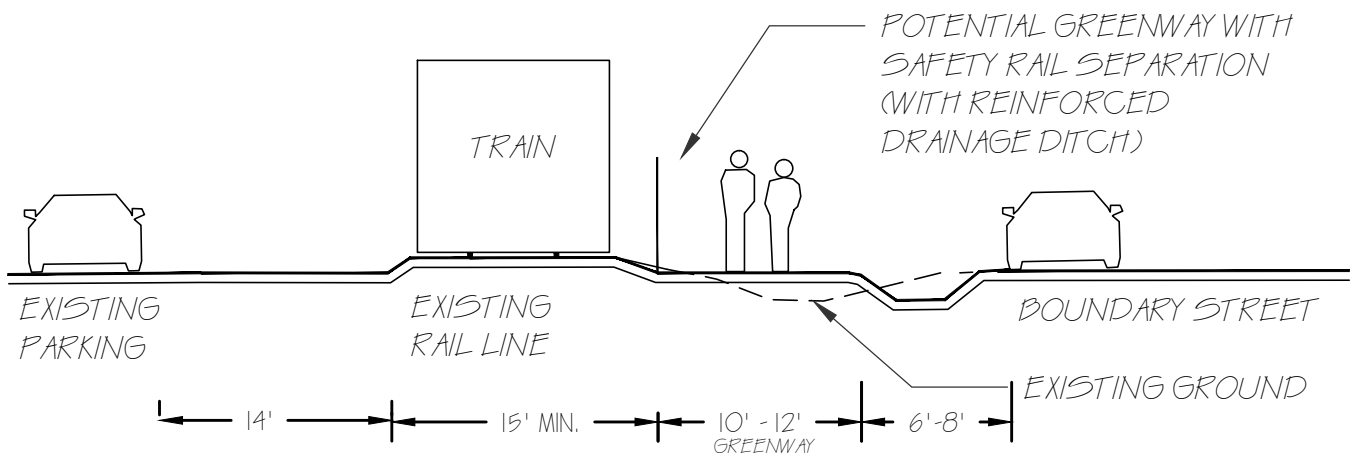 POTENTIAL GREENWAY WITH
SAFETY RAIL SEPARATION
(WITH REINFORCED
DRAINAGE DITCH)
TRAIN
EXISTING
PARKING
EXISTING
RAIL LINE
BOUNDARY STREET
EXISTING GROUND
14'
15' MIN.
10' - 12'
GREENWAY
6'-8'